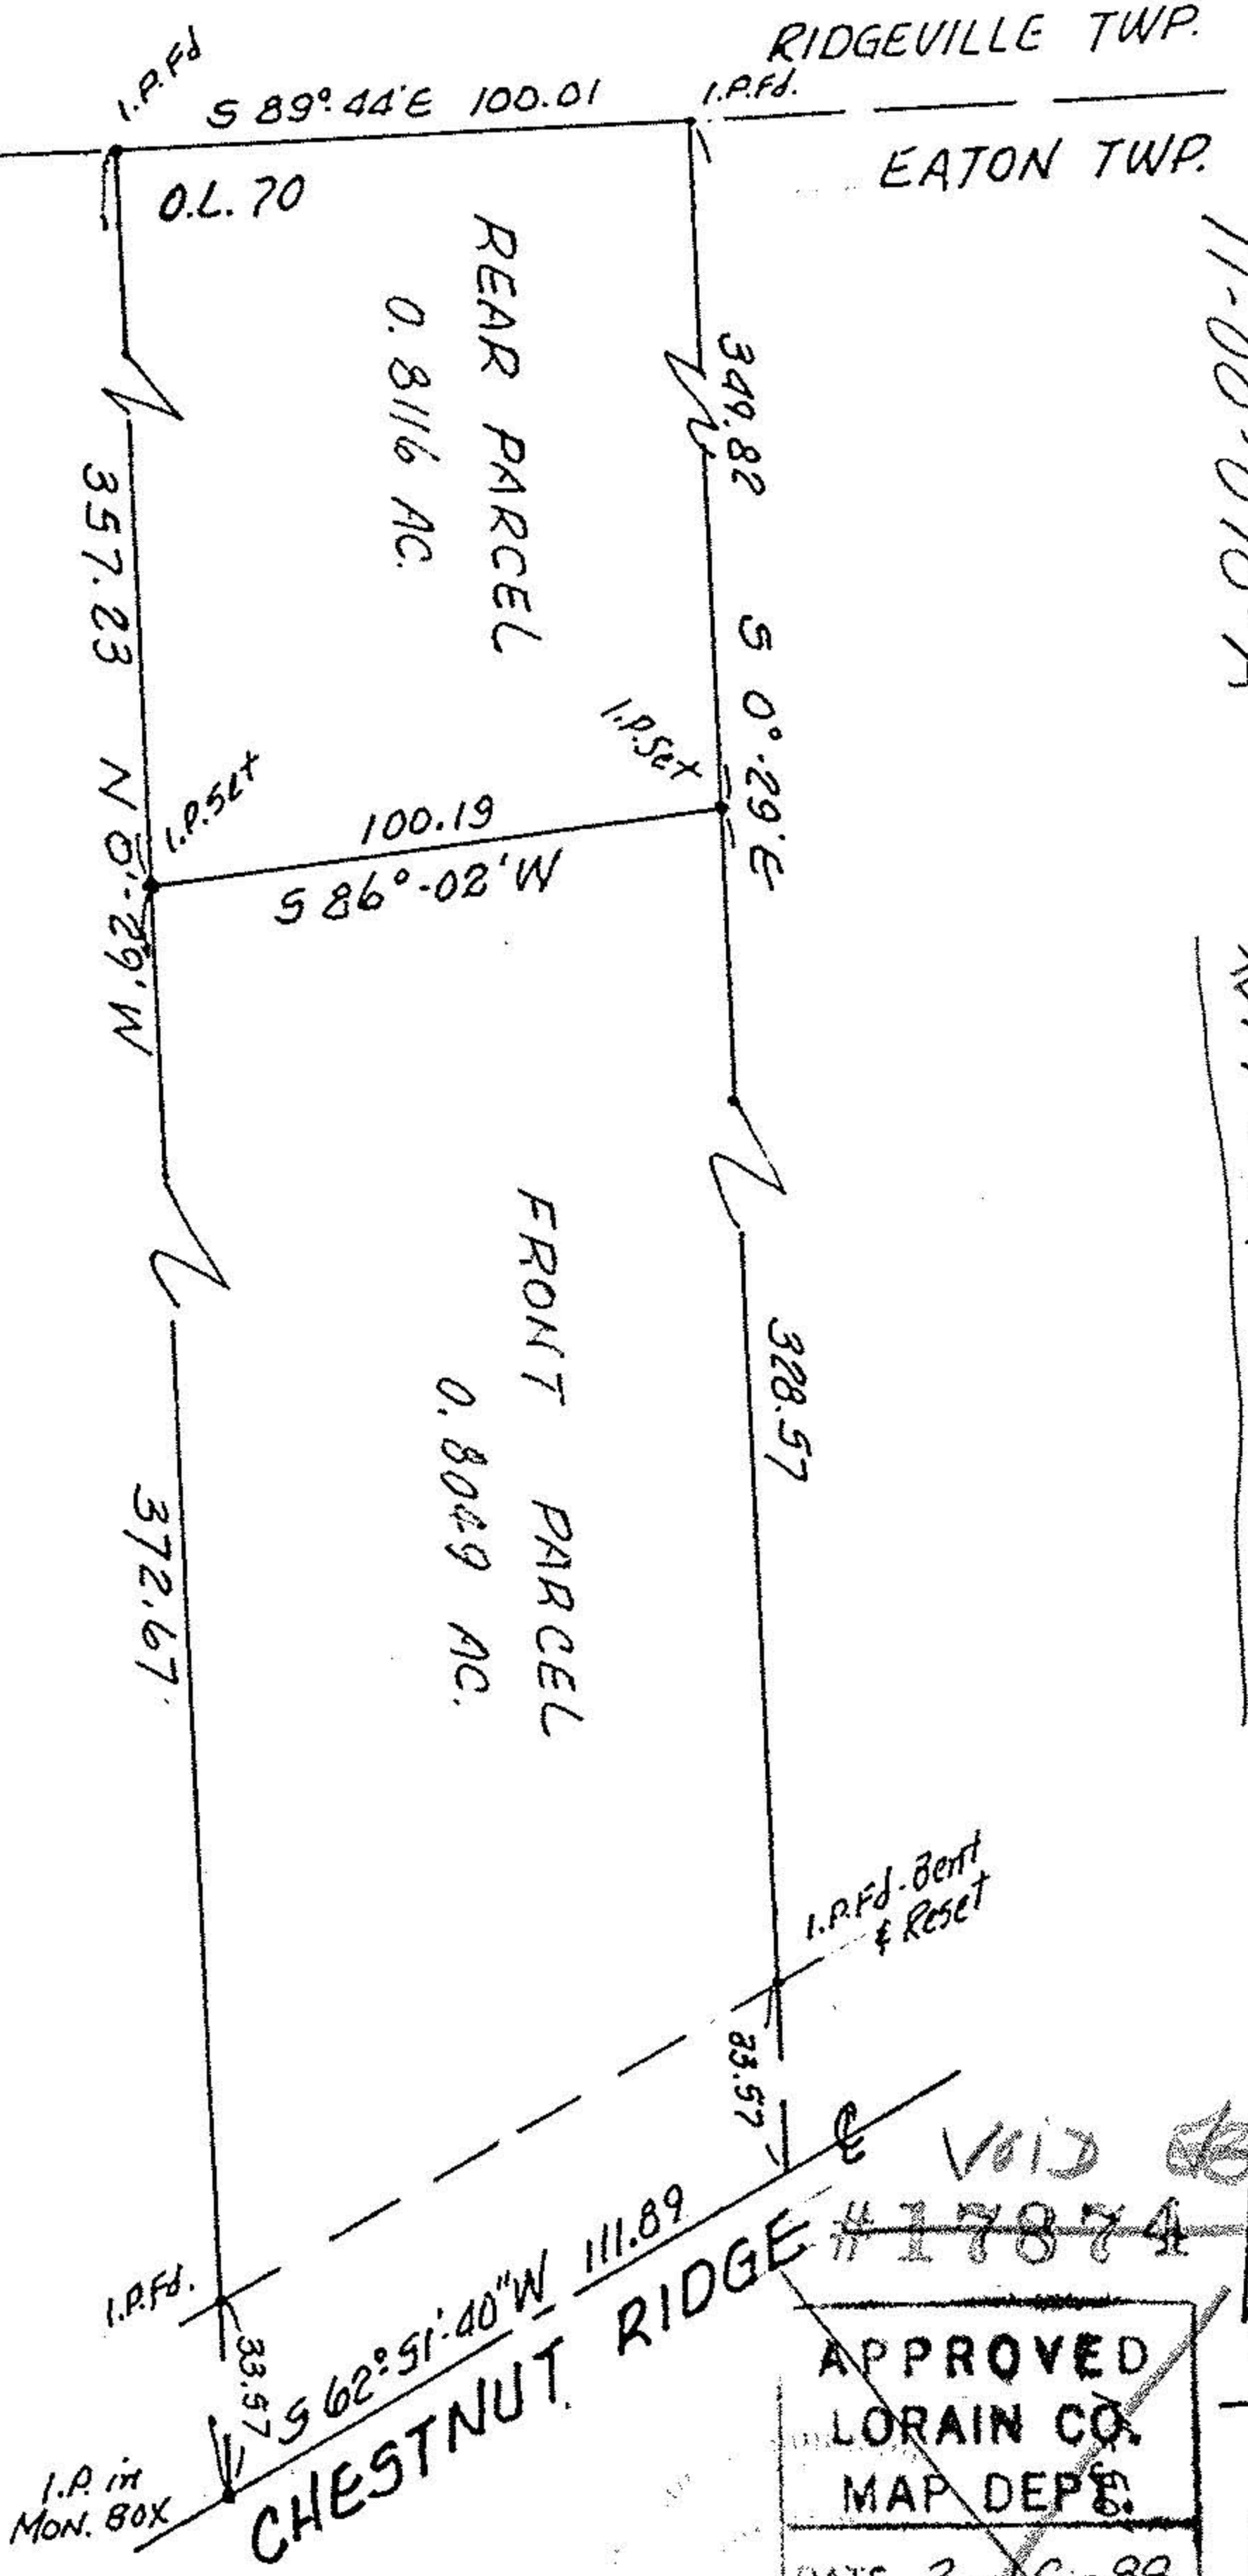 RIDGEVILLE TWP.
I.P.Fd
S 89°-44'E 100.01
I.P.Fd.
EATON TWP.
O.L. 70
REAR PARCEL
0.8116 AC.
349.82 S 0°-29'E
357.23 N 0°-29'W
I.P.Set
I.P.Set
100.19
S 86°-02'W
FRONT PARCEL
0.8049 AC.
328.57
372.67
I.P.Fd-Bent
& Reset
33.57
I.P.Fd.
33.57
S 62°-51'-40"W 111.89
CHESTNUT RIDGE
I.P. in
MON. BOX
VOID
#17874
APPROVED
LORAIN CO.
MAP DEPT.